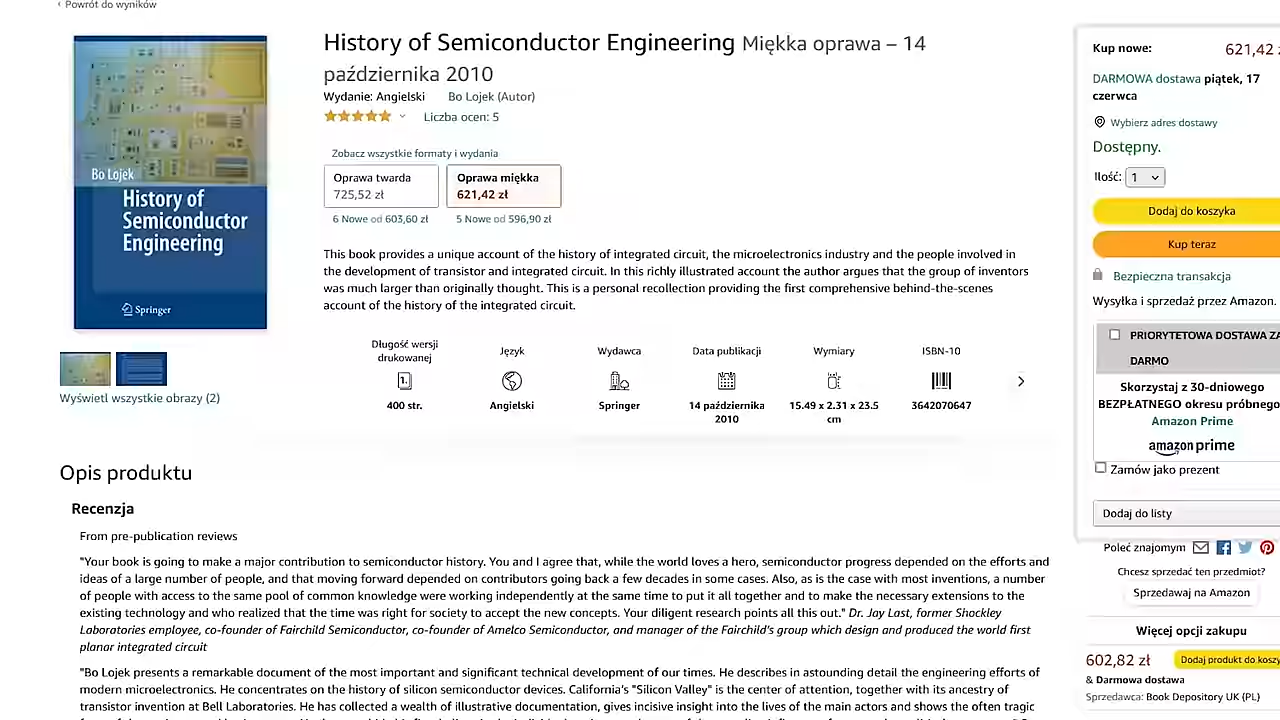 ‹ Powrót do wyników
History of Semiconductor Engineering Miękka oprawa – 14
października 2010
Wydanie: Angielski Bo Lojek (Autor)
Liczba ocen: 5
Zobacz wszystkie formaty i wydania
Oprawa twarda
725,52 zł
Oprawa miękka
621,42 zł
6 Nowe od 603,60 zł
5 Nowe od 596,90 zł
Bo Lojek
History of
Semiconductor
Engineering
Springer
This book provides a unique account of the history of integrated circuit, the microelectronics industry and the people involved in
the development of transistor and integrated circuit. In this richly illustrated account the author argues that the group of inventors
was much larger than originally thought. This is a personal recollection providing the first comprehensive behind-the-scenes
account of the history of the integrated circuit.
Wyświetl wszystkie obrazy (2)
Długość wersji
drukowanej
400 str.
Język
Angielski
Wydawca
Springer
Data publikacji
14 października
2010
Wymiary
15.49 x 2.31 x 23.5
cm
ISBN-10
3642070647
Opis produktu
Recenzja
From pre-publication reviews
"Your book is going to make a major contribution to semiconductor history. You and I agree that, while the world loves a hero, semiconductor progress depended on the efforts and
ideas of a large number of people, and that moving forward depended on contributors going back a few decades in some cases. Also, as is the case with most inventions, a number
of people with access to the same pool of common knowledge were working independently at the same time to put it all together and to make the necessary extensions to the
existing technology and who realized that the time was right for society to accept the new concepts. Your diligent research points all this out." Dr. Jay Last, former Shockley
Laboratories employee, co-founder of Fairchild Semiconductor, co-founder of Amelco Semiconductor, and manager of the Fairchild's group which design and produced the world first
planar integrated circuit
"Bo Lojek presents a remarkable document of the most important and significant technical development of our times. He describes in astounding detail the engineering efforts of
modern microelectronics. He concentrates on the history of silicon semiconductor devices. California's "Silicon Valley" is the center of attention, together with its ancestry of
transistor invention at Bell Laboratories. He has collected a wealth of illustrative documentation, gives incisive insight into the lives of the main actors and shows the often tragic
Kup nowe: 621,42
DARMOWA dostawa piątek, 17
czerwca
Wybierz adres dostawy
Dostępny.
Ilość: 1
Dodaj do koszyka
Kup teraz
Bezpieczna transakcja
Wysyłka i sprzedaż przez Amazon.
PRIORYTETOWA DOSTAWA ZA
DARMO
Skorzystaj z 30-dniowego
BEZPŁATNEGO okresu próbnego
Amazon Prime
amazon prime
Zamów jako prezent
Dodaj do listy
Poleć znajomym
Chcesz sprzedać ten przedmiot?
Sprzedawaj na Amazon
Więcej opcji zakupu
602,82 zł Dodaj produkt do koszy
& Darmowa dostawa
Sprzedawca: Book Depository UK (PL)